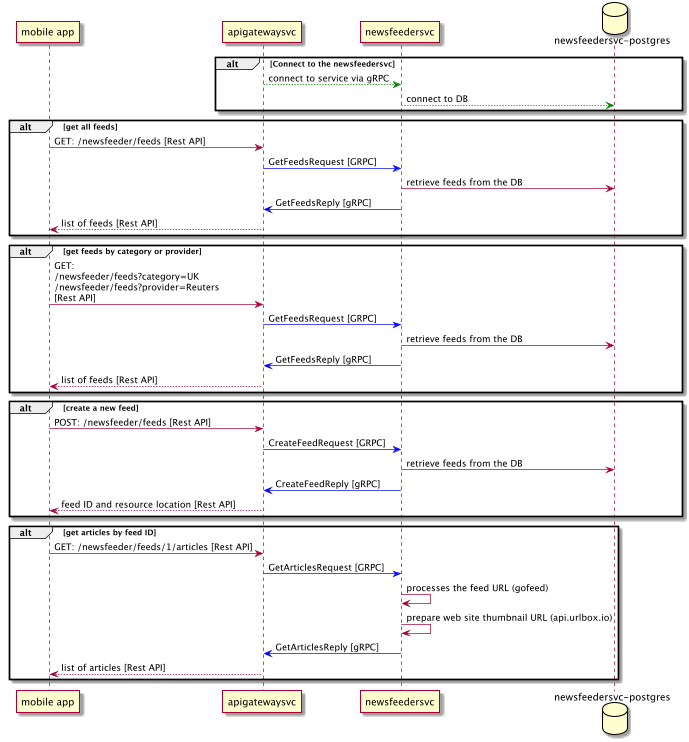 mobile app
apigatewaysvc
newsfeedersvc
newsfeedersvc-postgres
alt [Connect to the newsfeedersvc]
connect to service via gRPC
connect to DB
alt [get all feeds]
GET: /newsfeeder/feeds [Rest API]
GetFeedsRequest [GRPC]
retrieve feeds from the DB
GetFeedsReply [gRPC]
list of feeds [Rest API]
alt [get feeds by category or provider]
GET:
/newsfeeder/feeds?category=UK
/newsfeeder/feeds?provider=Reuters
[Rest API]
GetFeedsRequest [GRPC]
retrieve feeds from the DB
GetFeedsReply [gRPC]
list of feeds [Rest API]
alt [create a new feed]
POST: /newsfeeder/feeds [Rest API]
CreateFeedRequest [GRPC]
retrieve feeds from the DB
CreateFeedReply [gRPC]
feed ID and resource location [Rest API]
alt [get articles by feed ID]
GET: /newsfeeder/feeds/1/articles [Rest API]
GetArticlesRequest [GRPC]
processes the feed URL (gofeed)
prepare web site thumbnail URL (api.urlbox.io)
GetArticlesReply [gRPC]
list of articles [Rest API]
mobile app
apigatewaysvc
newsfeedersvc
newsfeedersvc-postgres